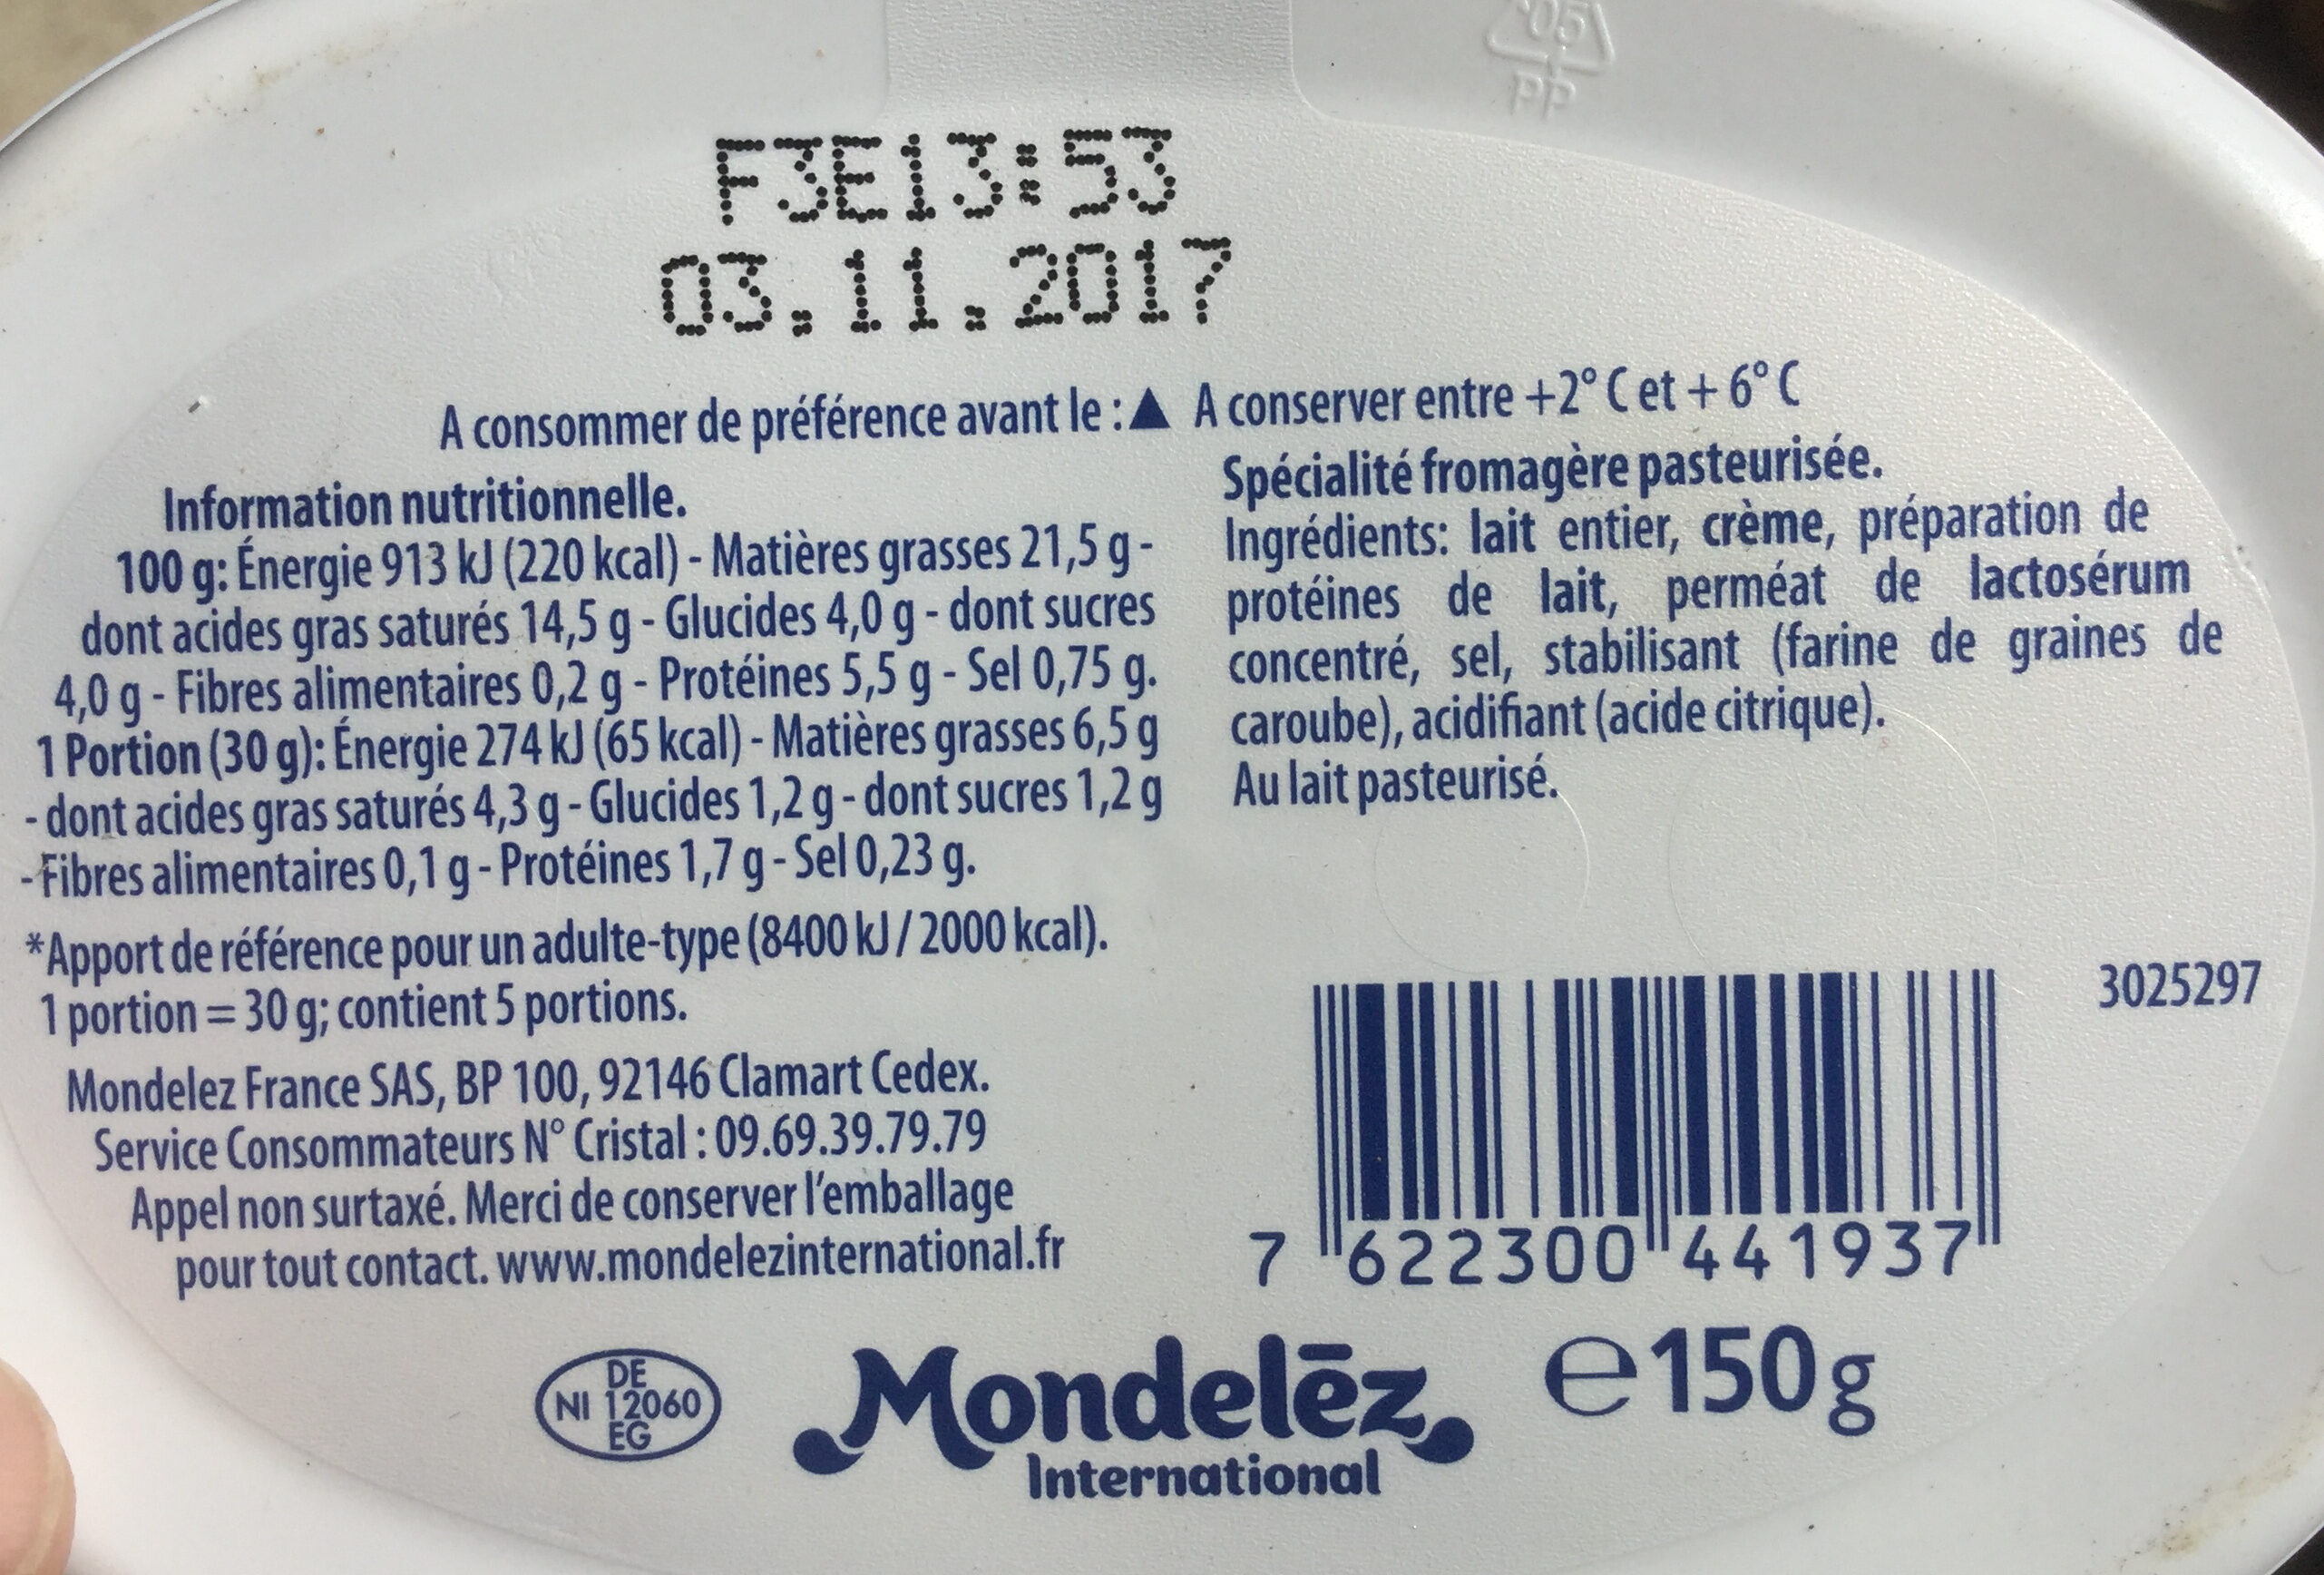 05
PP
F3E13:53
03.11.2017
A consommer de préférence avant le :▲ A conserver entre +2° C et + 6° C
Information nutritionnelle.
100 g: Énergie 913 kJ (220 kcal) - Matières grasses 21,5 g -
dont acides gras saturés 14,5 g - Glucides 4,0 g - dont sucres
4,0 g - Fibres alimentaires 0,2 g - Protéines 5,5 g - Sel 0,75 g.
1 Portion (30 g): Énergie 274 kJ (65 kcal) - Matières grasses 6,5 g
- dont acides gras saturés 4,3 g - Glucides 1,2 g - dont sucres 1,2 g
- Fibres alimentaires 0,1 g - Protéines 1,7 g - Sel 0,23 g.
*Apport de référence pour un adulte-type (8400 kJ / 2000 kcal).
1 portion = 30 g; contient 5 portions.
Mondelez France SAS, BP 100, 92146 Clamart Cedex.
Service Consommateurs N° Cristal : 09.69.39.79.79
Appel non surtaxé. Merci de conserver l'emballage
pour tout contact. www.mondelezinternational.fr
Spécialité fromagère pasteurisée.
Ingrédients: lait entier, crème, préparation de
protéines de lait, perméat de lactosérum
concentré, sel, stabilisant (farine de graines de
caroube), acidifiant (acide citrique).
Au lait pasteurisé.
3025297
7 622300 441937
DE
NI 12060
EG
Mondelēz
International
e 150 g